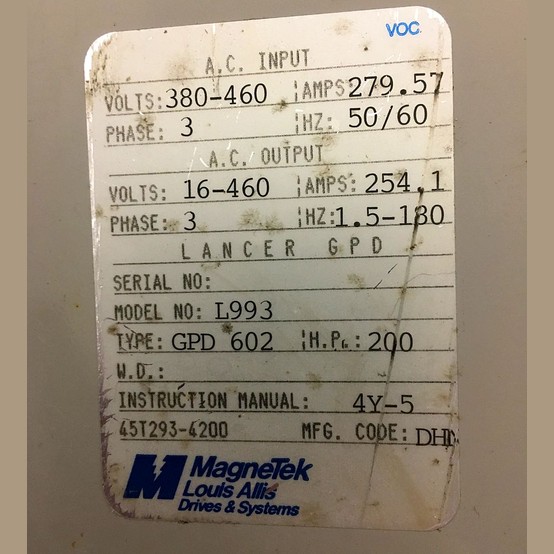 VOC
A.C. INPUT
VOLTS: 380-460 AMPS: 279.57
PHASE: 3 HZ: 50/60
A.C. OUTPUT
VOLTS: 16-460 AMPS: 254.1
PHASE: 3 HZ: 1.5-180
LANCER GPD
SERIAL NO:
MODEL NO: L993
TYPE: GPD 602 H.P.: 200
W.D.:
INSTRUCTION MANUAL: 4Y-5
45T293-4200 MFG. CODE:
MagneTek
Louis Allis
Drives & Systems